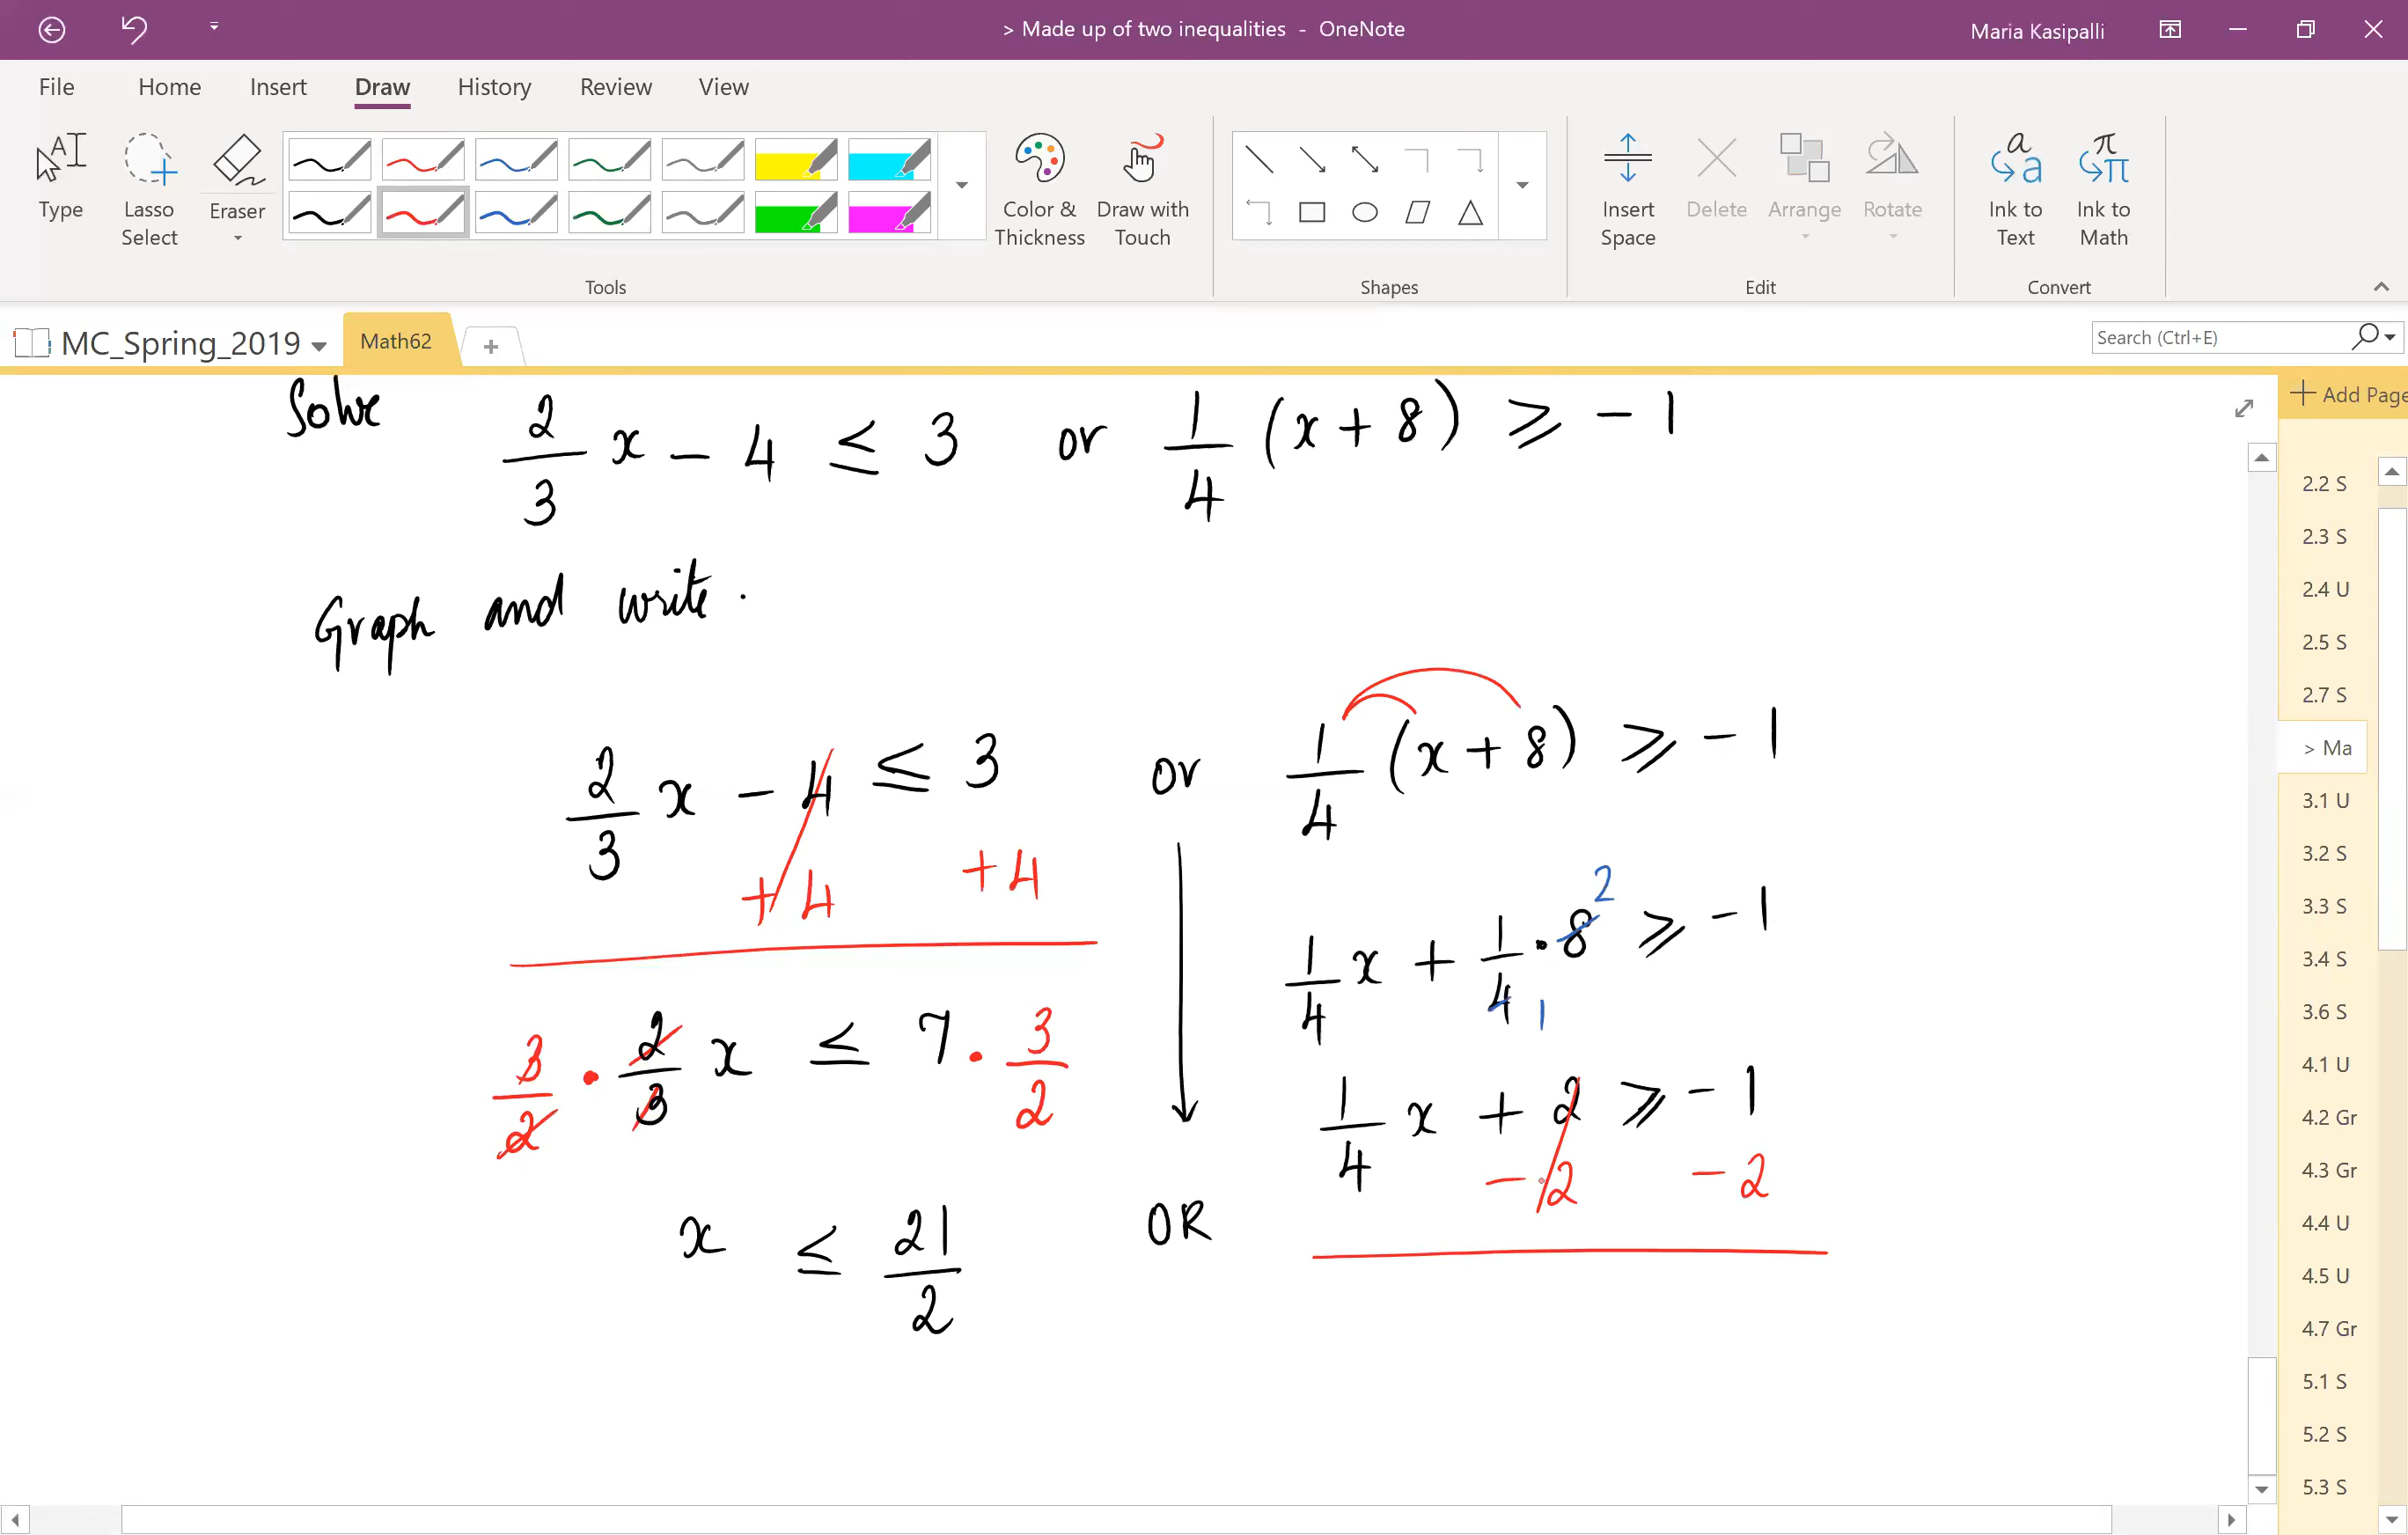 > Made up of two inequalities - OneNote
Maria Kasipalli
File Home Insert Draw History Review View
Type
Lasso Select
Eraser
Color & Thickness
Draw with Touch
Insert Space
Delete
Arrange
Rotate
Ink to Text
Ink to Math
Tools
Shapes
Edit
Convert
MC_Spring_2019
Math62
+
Search (Ctrl+E)
+ Add Page
Solve 2/3 x - 4 ≤ 3 or 1/4 (x + 8) ≥ -1
Graph and write.
2/3 x - 4 ≤ 3 or 1/4 (x + 8) ≥ -1
+4 +4
1/4 x + 1/4 • 8 ≥ -1
2
1
3/2 • 2/3 x ≤ 7 • 3/2
1/4 x + 2 ≥ -1
-2 -2
x ≤ 21/2 OR
2.2 S
2.3 S
2.4 U
2.5 S
2.7 S
> Ma
3.1 U
3.2 S
3.3 S
3.4 S
3.6 S
4.1 U
4.2 Gr
4.3 Gr
4.4 U
4.5 U
4.7 Gr
5.1 S
5.2 S
5.3 S